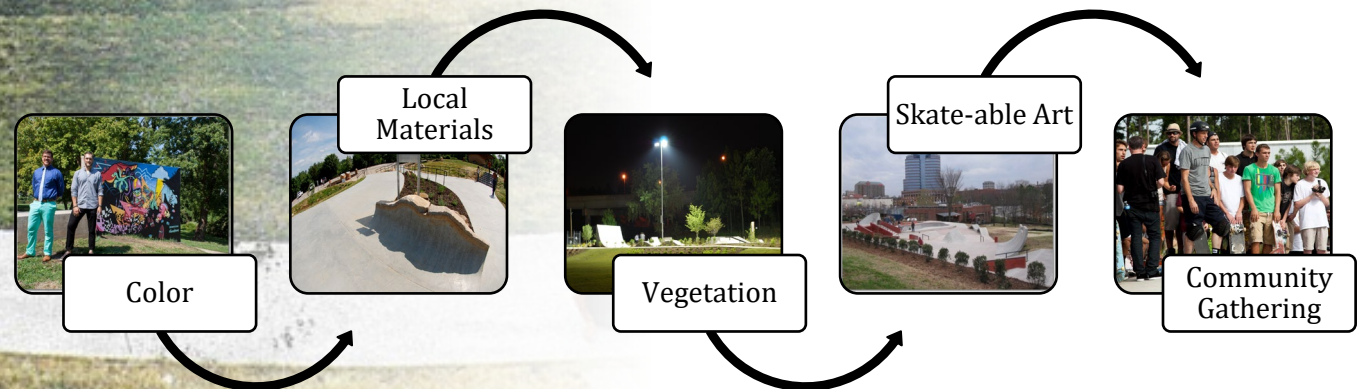 Color
Local
Materials
Vegetation
Skate-able Art
Community
Gathering